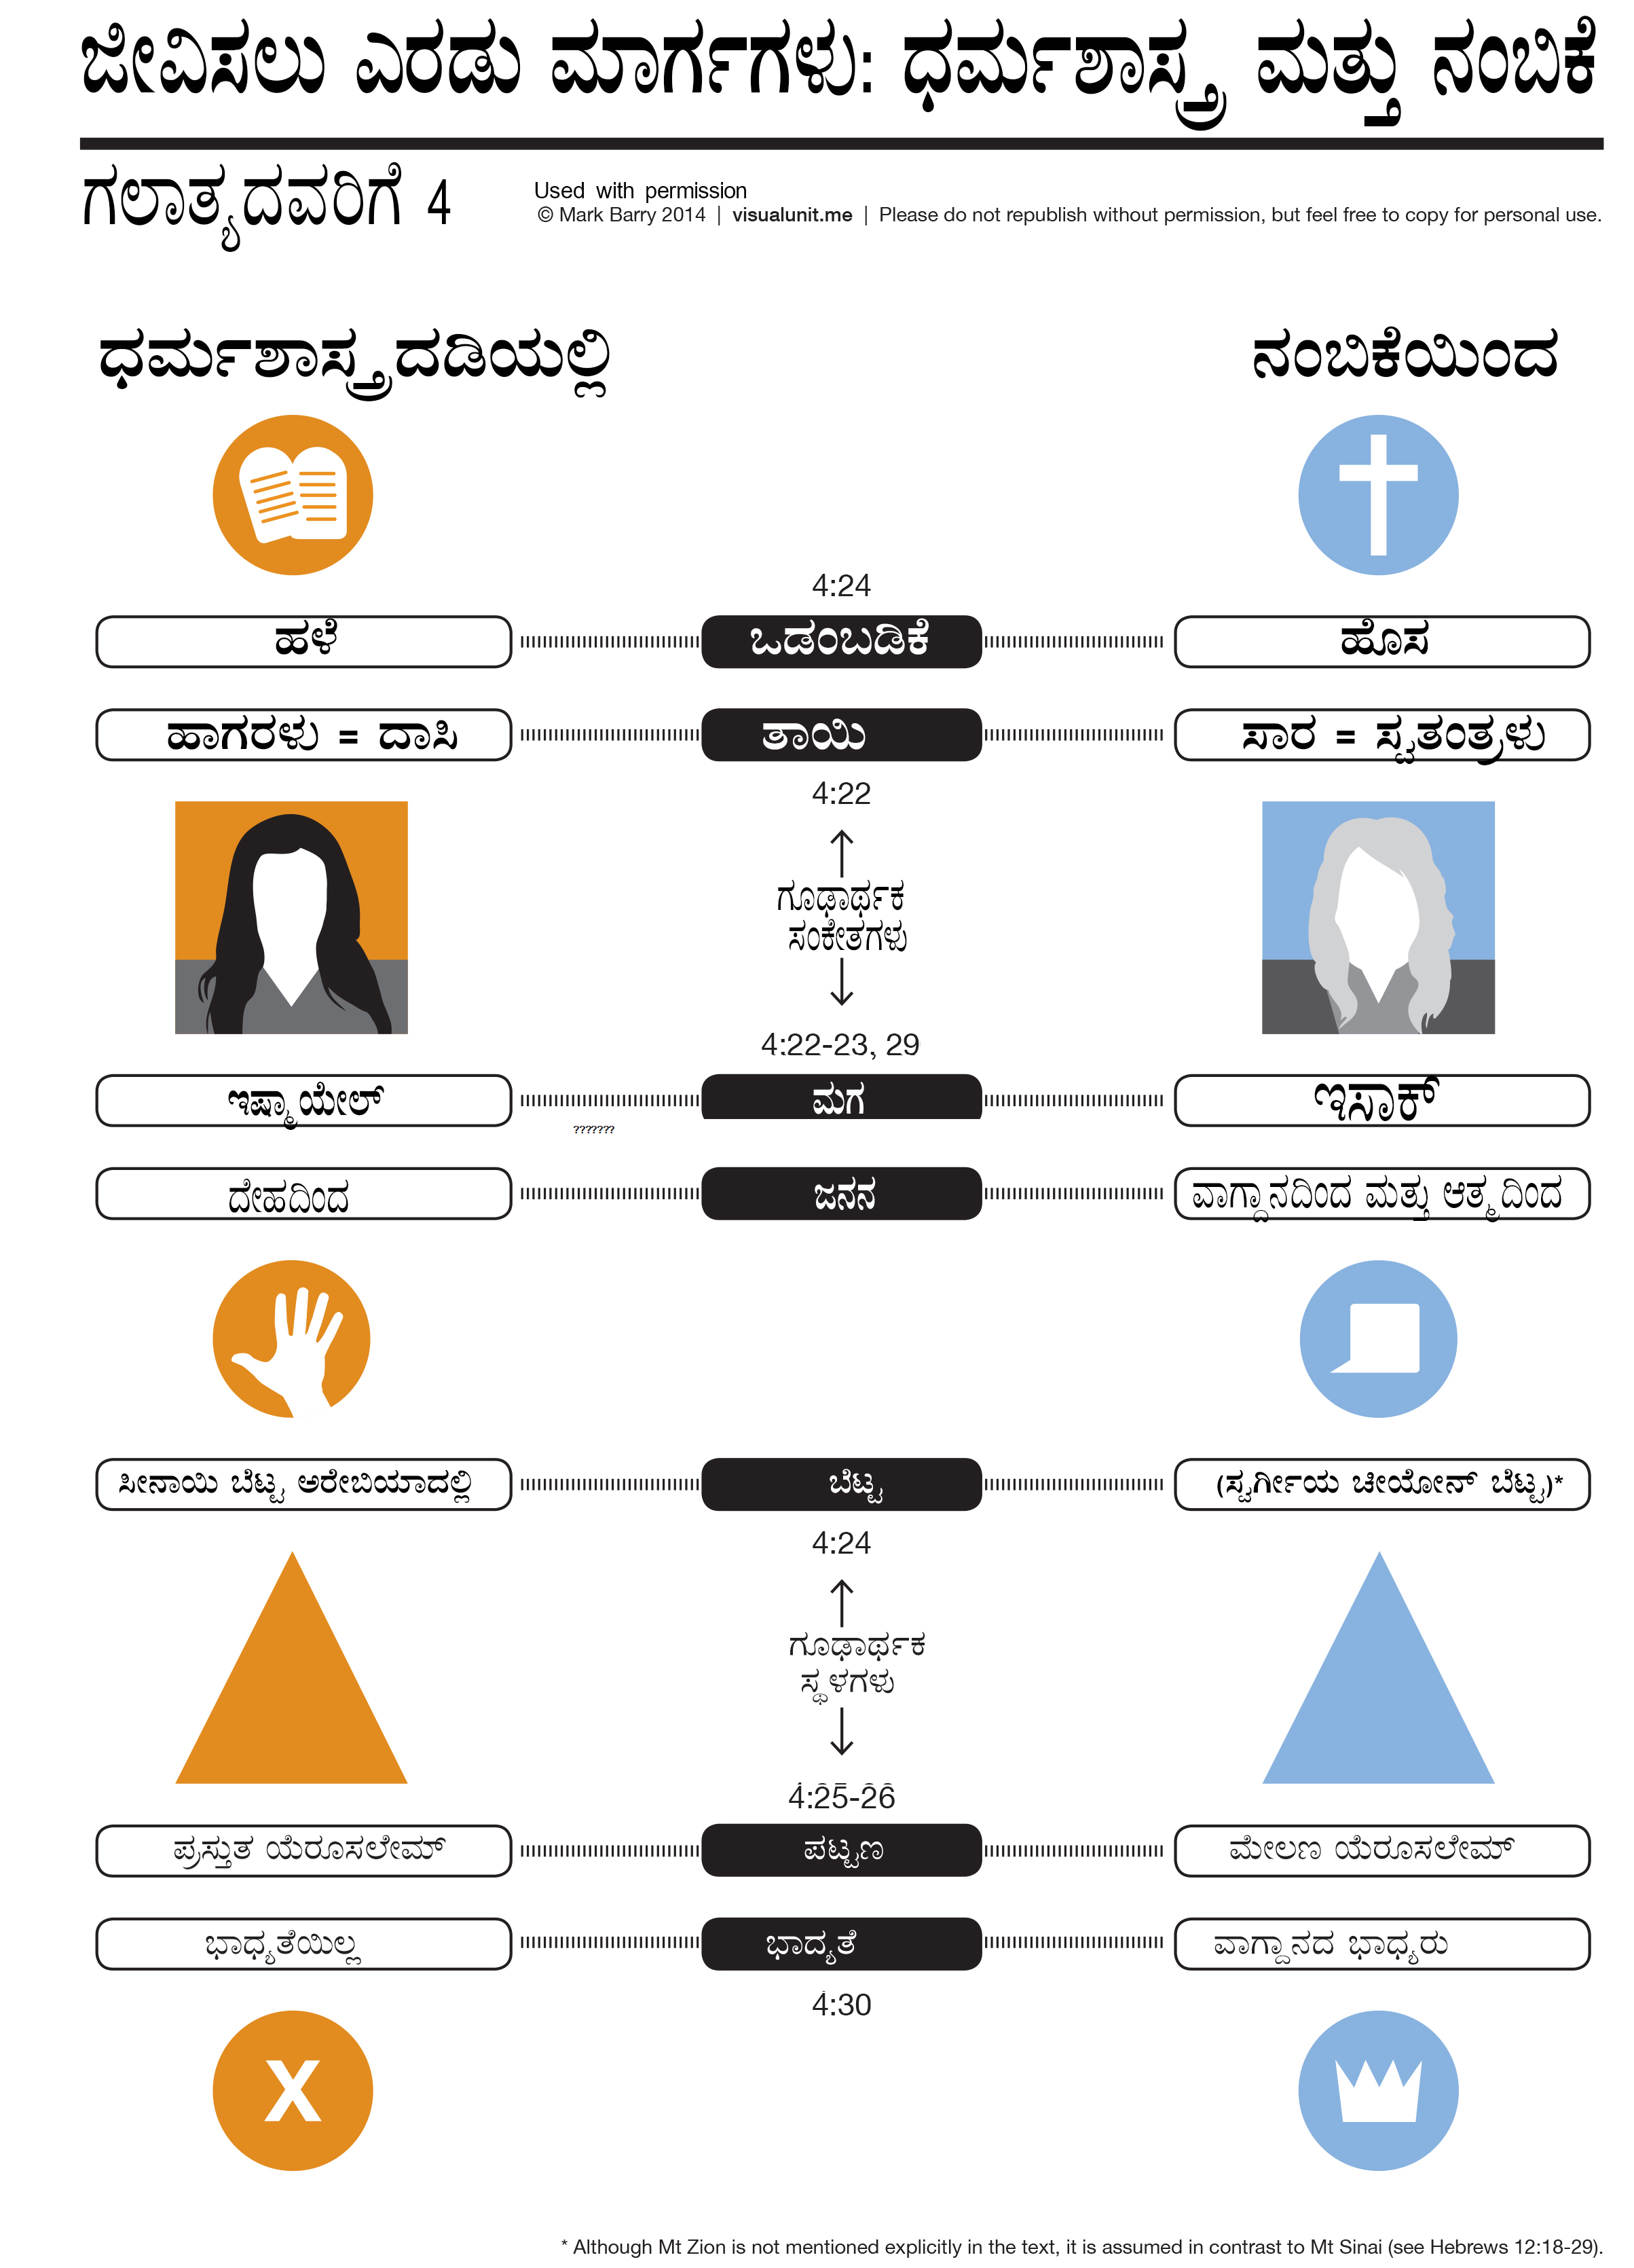 ಜೀವಿಸಲು ಎರಡು ಮಾರ್ಗಗಳು: ಧರ್ಮಶಾಸ್ತ್ರ ಮತ್ತು ನಂಬಿಕೆ
ಗಲಾತ್ಯದವರಿಗೆ 4
Used with permission
© Mark Barry 2014 | visualunit.me | Please do not republish without permission, but feel free to copy for personal use.
ಧರ್ಮಶಾಸ್ತ್ರದಡಿಯಲ್ಲಿ ನಂಬಿಕೆಯಿಂದ
4:24
ಹಳೆ ಒಡಂಬಡಿಕೆ ಹೊಸ
ಹಾಗರಳು = ದಾಸಿ ತಾಯಿ ಸಾರ = ಸ್ವತಂತ್ರಳು
4:22
ಗೂಢಾರ್ಥಕ
ಸಂಕೇತಗಳು
4:22-23, 29
ಇಷ್ಮಾಯೇಲ್ ಮಗ ಇಸಾಕ್
???????
ದೇಹದಿಂದ ಜನನ ವಾಗ್ದಾನದಿಂದ ಮತ್ತು ಆತ್ಮದಿಂದ
ಸೀನಾಯಿ ಬೆಟ್ಟ ಅರೇಬಿಯಾದಲ್ಲಿ ಬೆಟ್ಟ (ಸ್ವರ್ಗೀಯ ಚೀಯೋನ್ ಬೆಟ್ಟ)*
4:24
ಗೂಢಾರ್ಥಕ
ಸ್ಥಳಗಳು
4:25-26
ಪ್ರಸ್ತುತ ಯೆರೂಸಲೇಮ್ ಪಟ್ಟಣ ಮೇಲಣ ಯೆರೂಸಲೇಮ್
ಭಾಧ್ಯತೆಯಿಲ್ಲ ಭಾದ್ಯತೆ ವಾಗ್ದಾನದ ಭಾಧ್ಯರು
4:30
X
* Although Mt Zion is not mentioned explicitly in the text, it is assumed in contrast to Mt Sinai (see Hebrews 12:18-29).